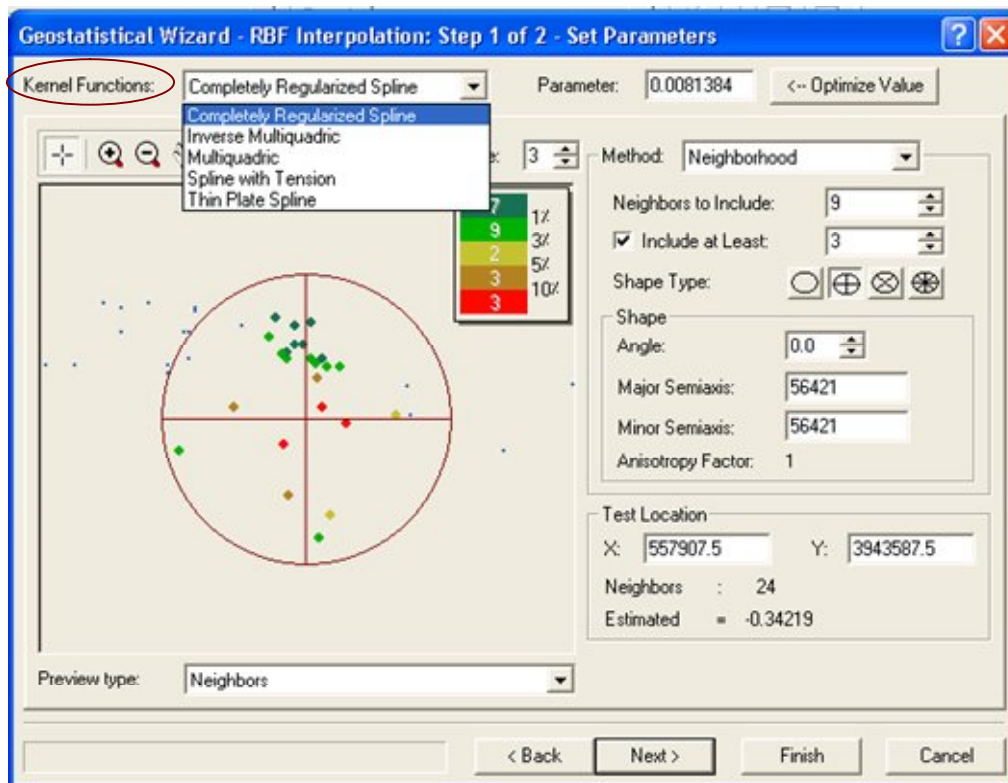 Geostatistical Wizard - RBF Interpolation: Step 1 of 2 - Set Parameters
Kernel Functions: Completely Regularized Spline Parameter: 0.0081384 <-- Optimize Value
Completely Regularized Spline
Inverse Multiquadric
Multiquadric
Spline with Tension
Thin Plate Spline
3
7
9
2
3
3
1%
3%
5%
10%
Method: Neighborhood
Neighbors to Include: 9
Include at Least: 3
Shape Type:
Shape
Angle: 0.0
Major Semiaxis: 56421
Minor Semiaxis: 56421
Anisotropy Factor: 1
Test Location
X: 557907.5 Y: 3943587.5
Neighbors : 24
Estimated = -0.34219
Preview type: Neighbors
< Back Next > Finish Cancel